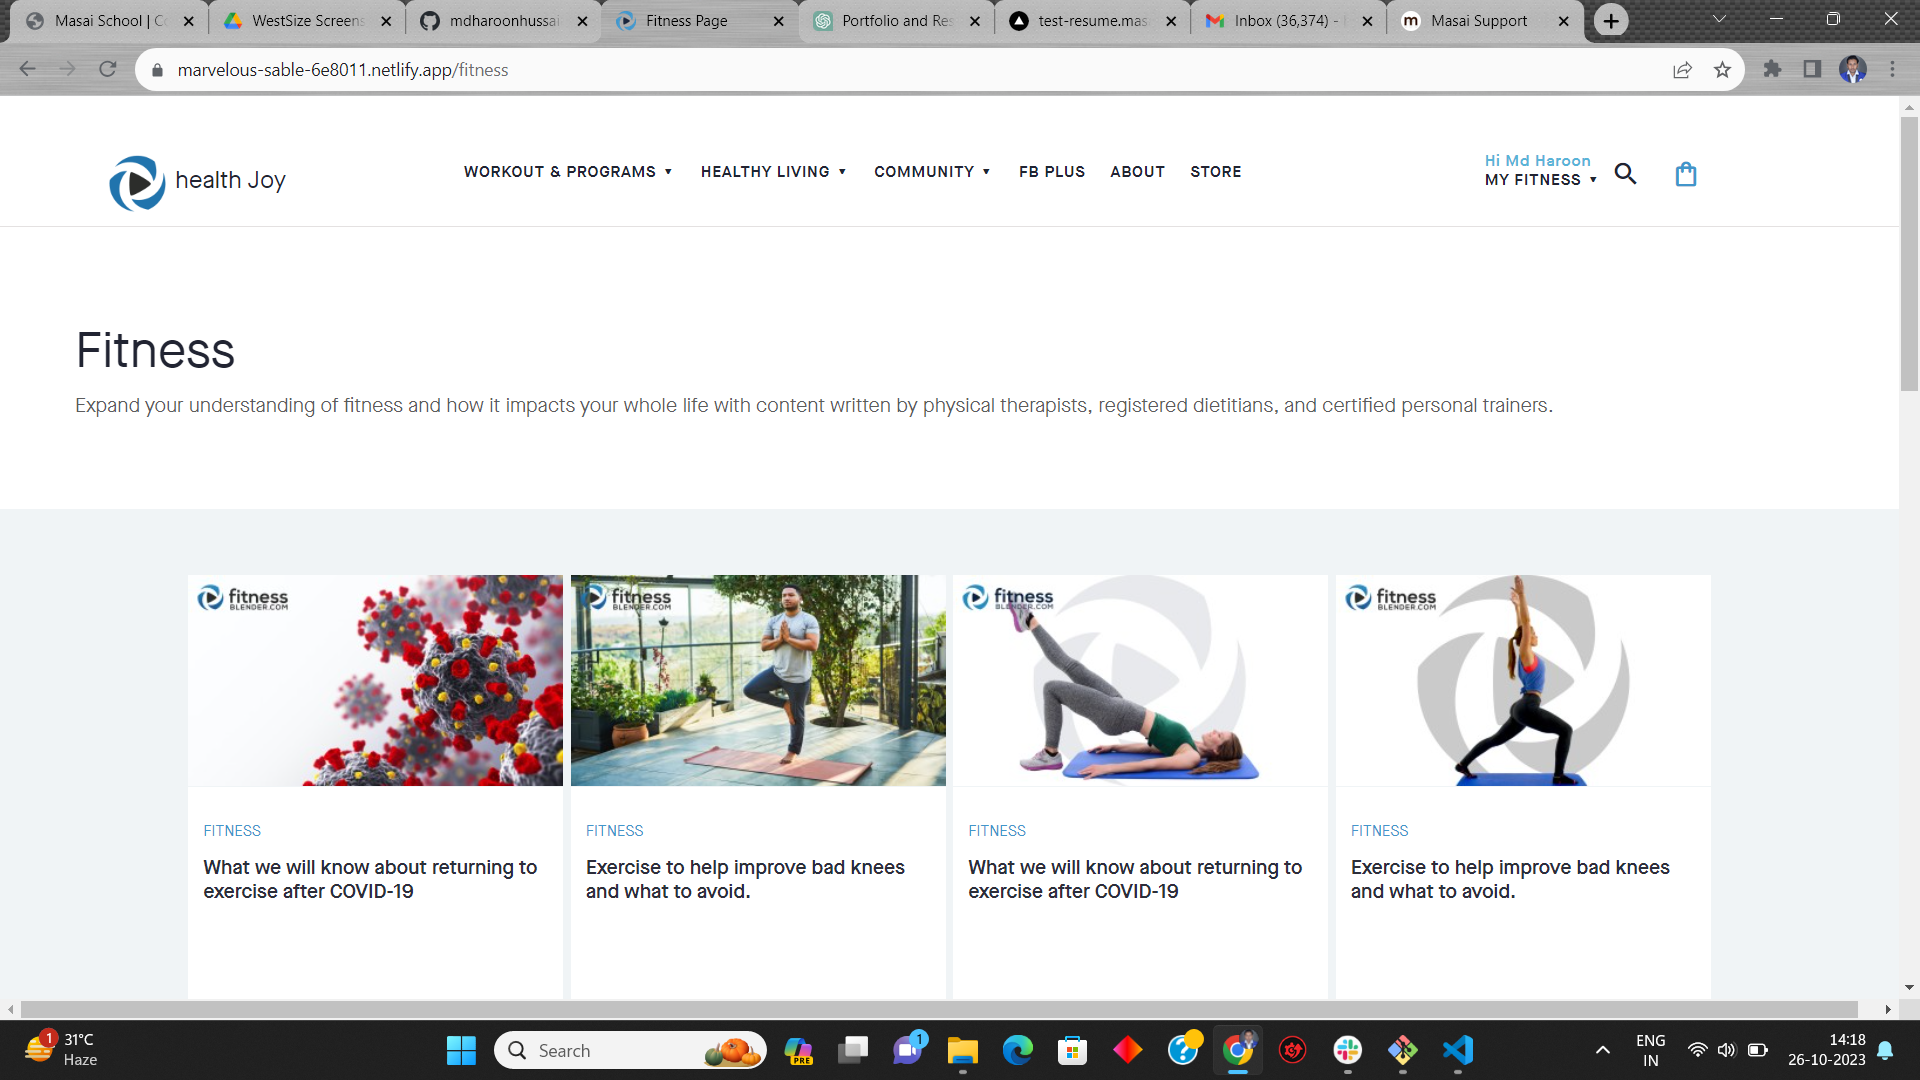 Masai School | C
WestSize Screens
mdharoonhussai
Fitness Page
Portfolio and Res
test-resume.mas
Inbox (36,374) -
Masai Support
marvelous-sable-6e8011.netlify.app/fitness
health Joy
WORKOUT & PROGRAMS ▼
HEALTHY LIVING ▼
COMMUNITY ▼
FB PLUS
ABOUT
STORE
Hi Md Haroon
MY FITNESS ▼
Fitness
Expand your understanding of fitness and how it impacts your whole life with content written by physical therapists, registered dietitians, and certified personal trainers.
fitness
BLENDER.COM
fitness
BLENDER.COM
fitness
BLENDER.COM
fitness
BLENDER.COM
FITNESS
What we will know about returning to
exercise after COVID-19
FITNESS
Exercise to help improve bad knees
and what to avoid.
FITNESS
What we will know about returning to
exercise after COVID-19
FITNESS
Exercise to help improve bad knees
and what to avoid.
1
31°C
Haze
Search
PRE
1
ENG
IN
14:18
26-10-2023